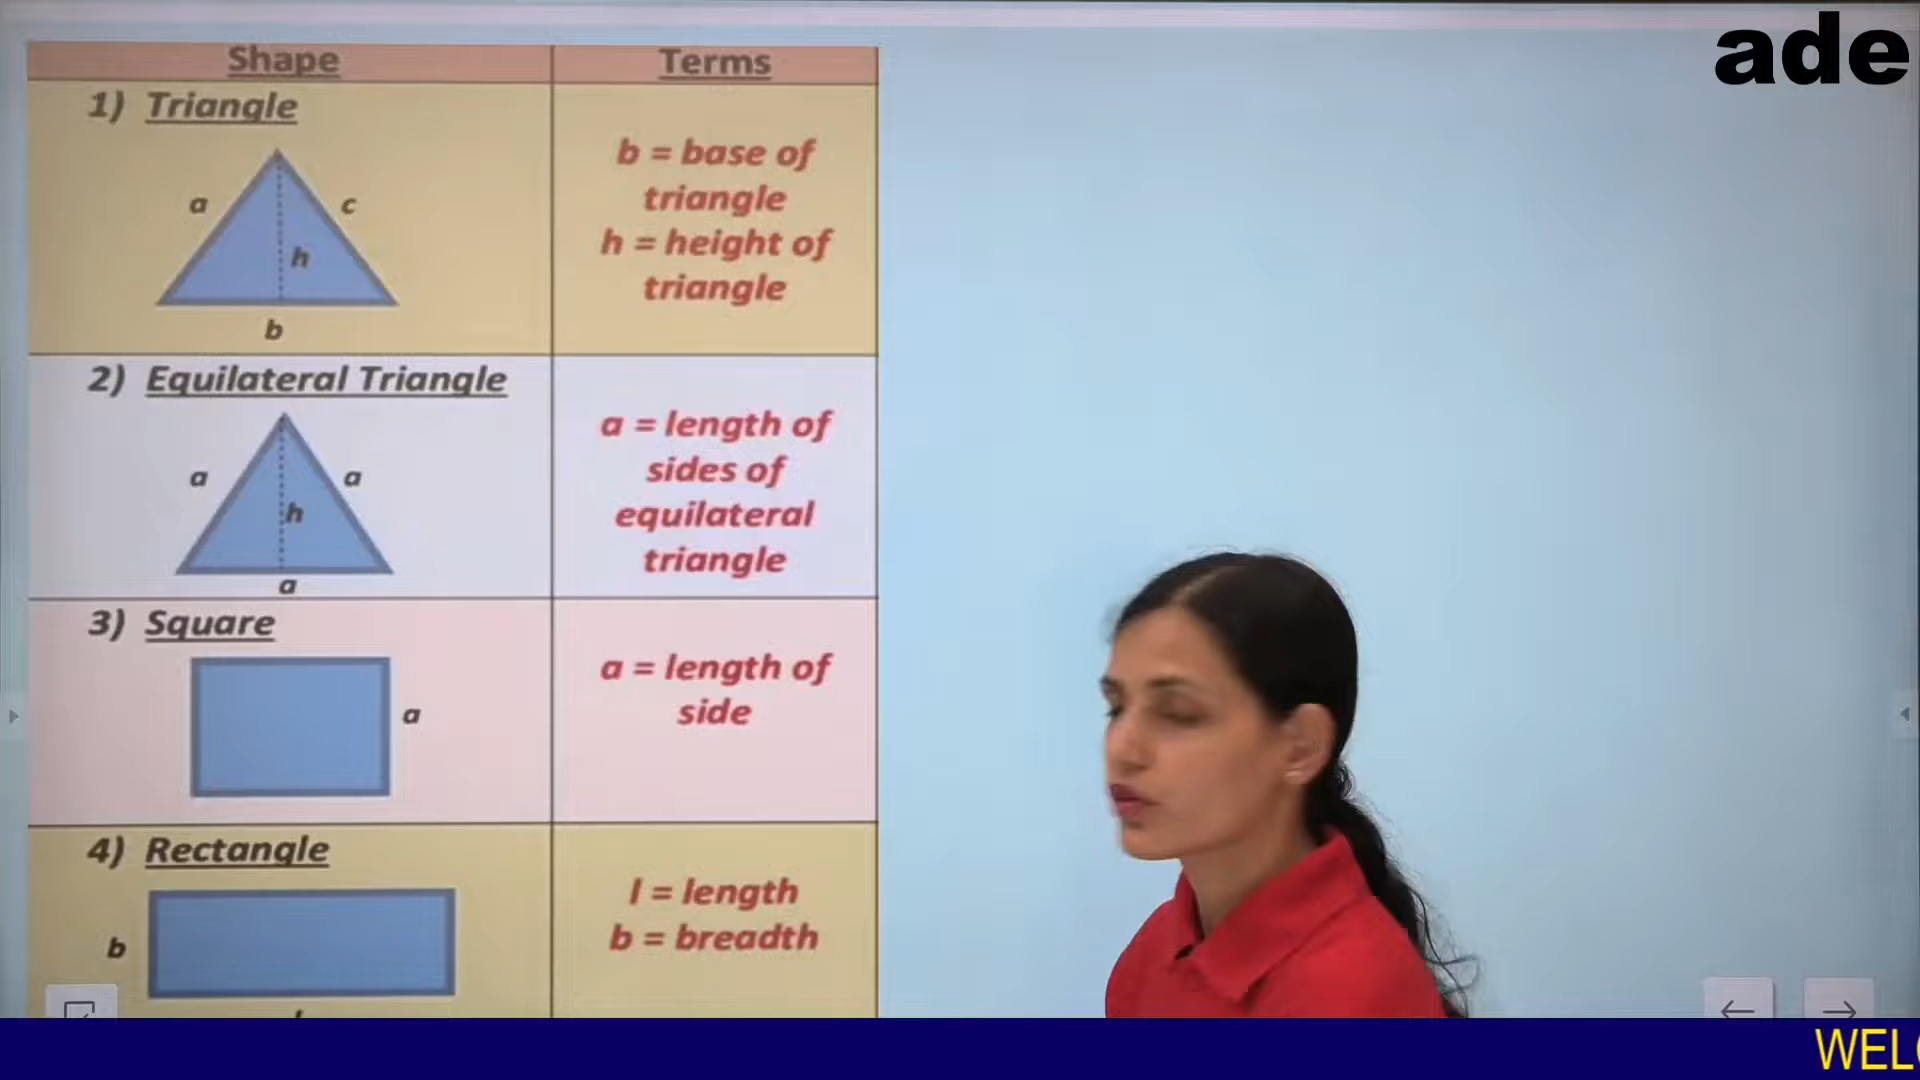 ade
Shape
Terms
1) Triangle
a
c
h
b
b = base of
triangle
h = height of
triangle
2) Equilateral Triangle
a
a
h
a
a = length of
sides of
equilateral
triangle
3) Square
a
a = length of
side
4) Rectangle
b
l = length
b = breadth